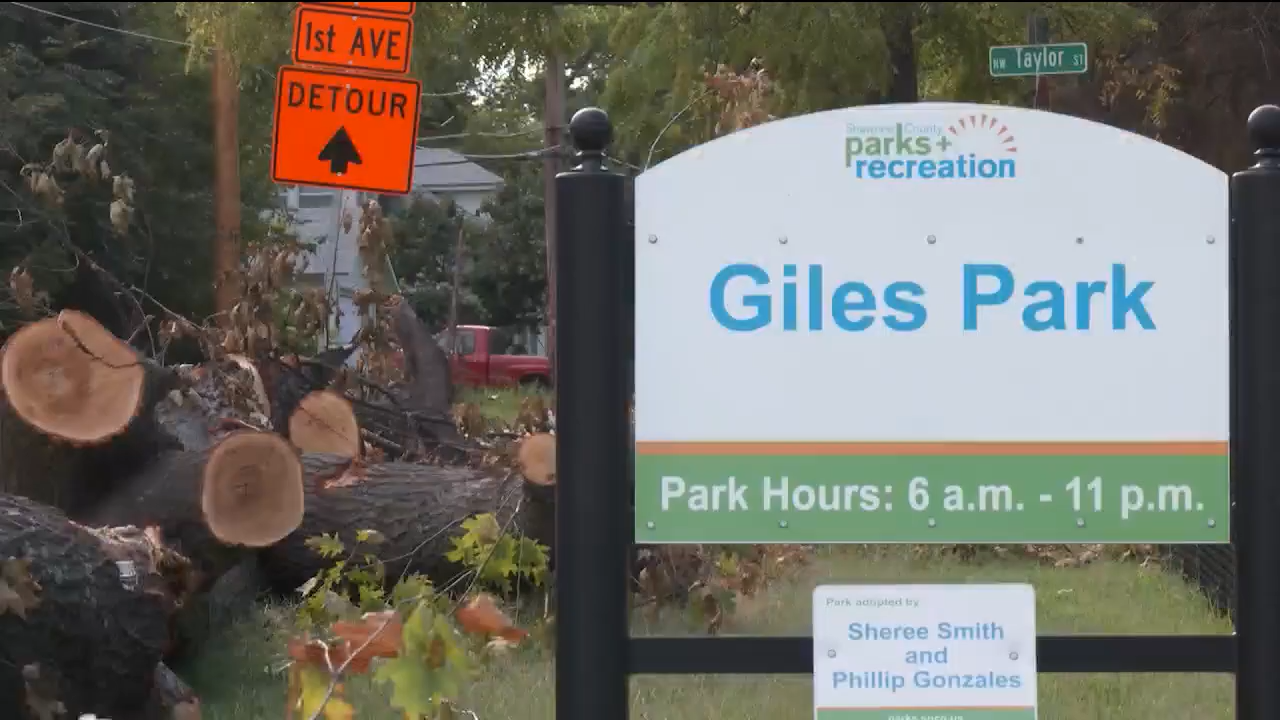 1st AVE
DETOUR
NW Taylor ST
Shawnee County
parks+
recreation
Giles Park
Park Hours: 6 a.m. - 11 p.m.
Park adopted by
Sheree Smith
and
Phillip Gonzales